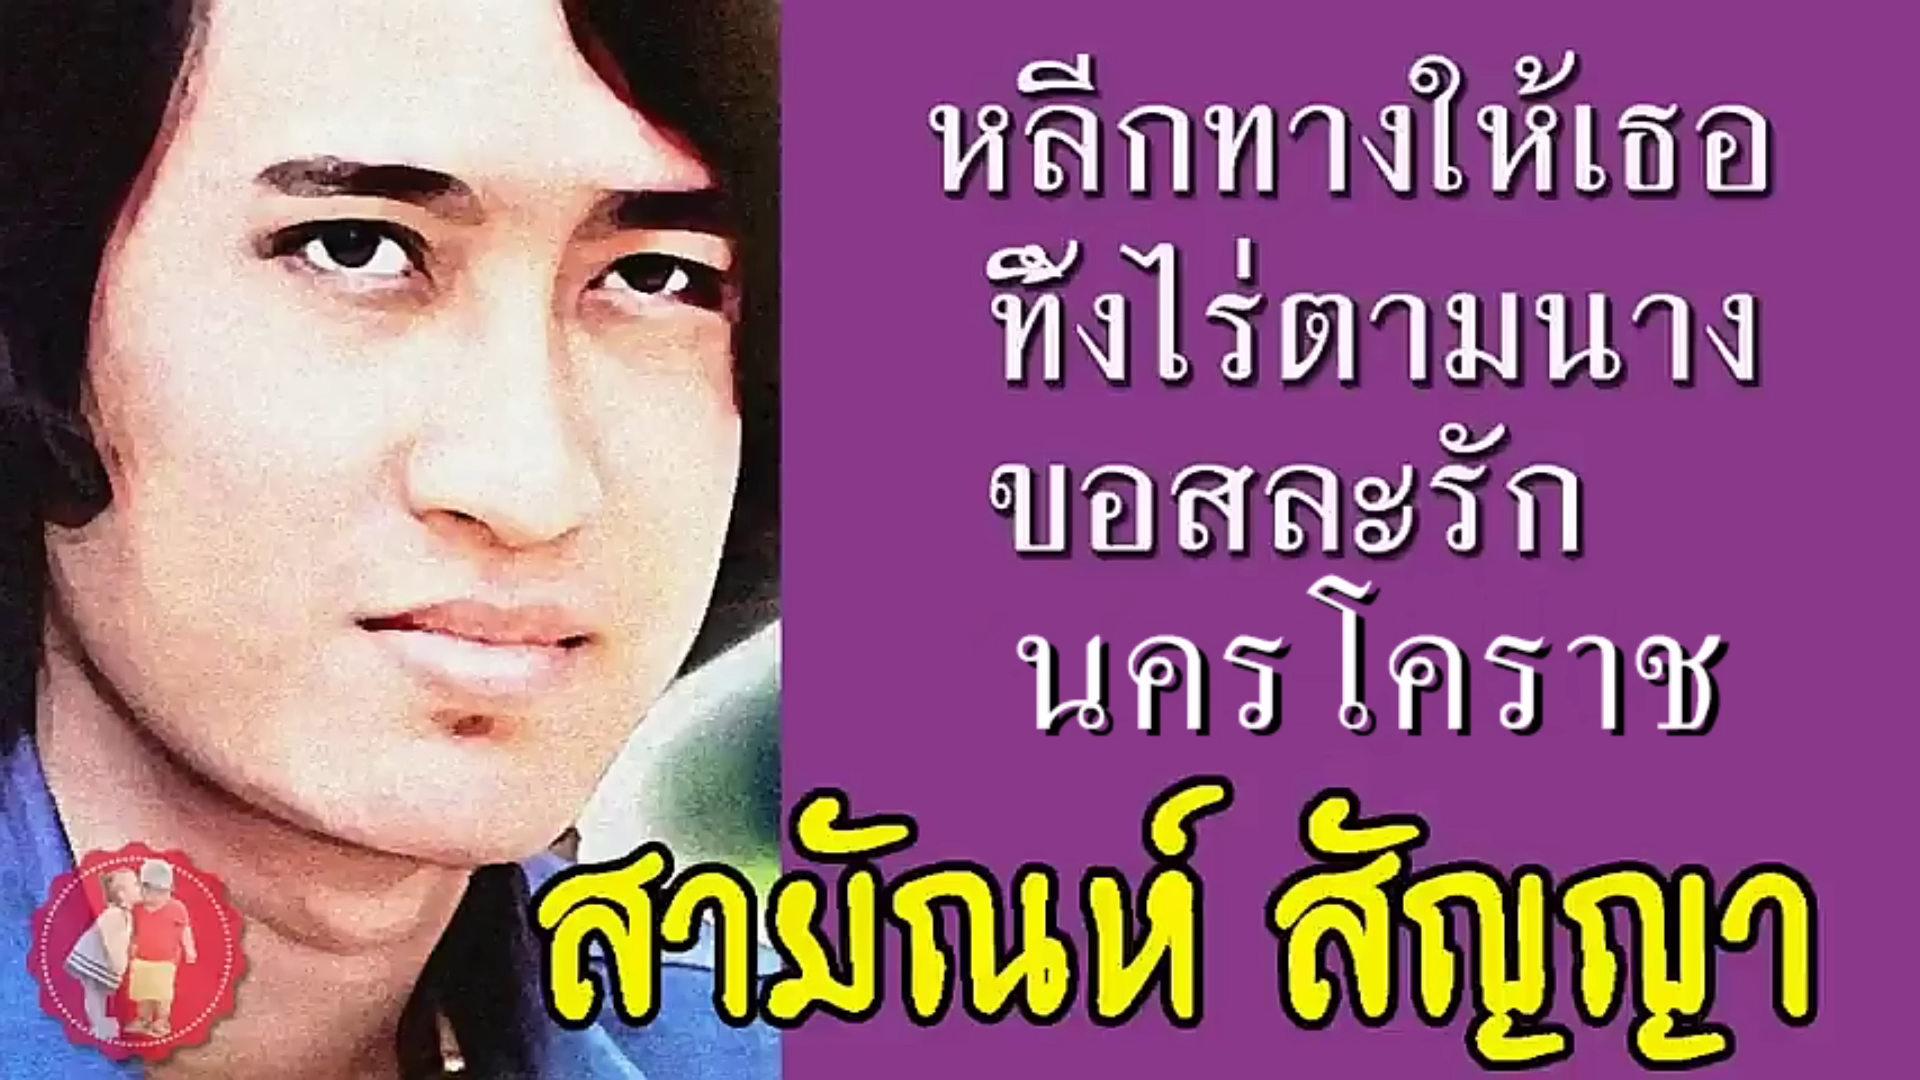 หลีกทางให้เธอ
ทิ้งไร่ตามนาง
ขอสละรัก
นครโคราช
สายัณห์ สัญญา